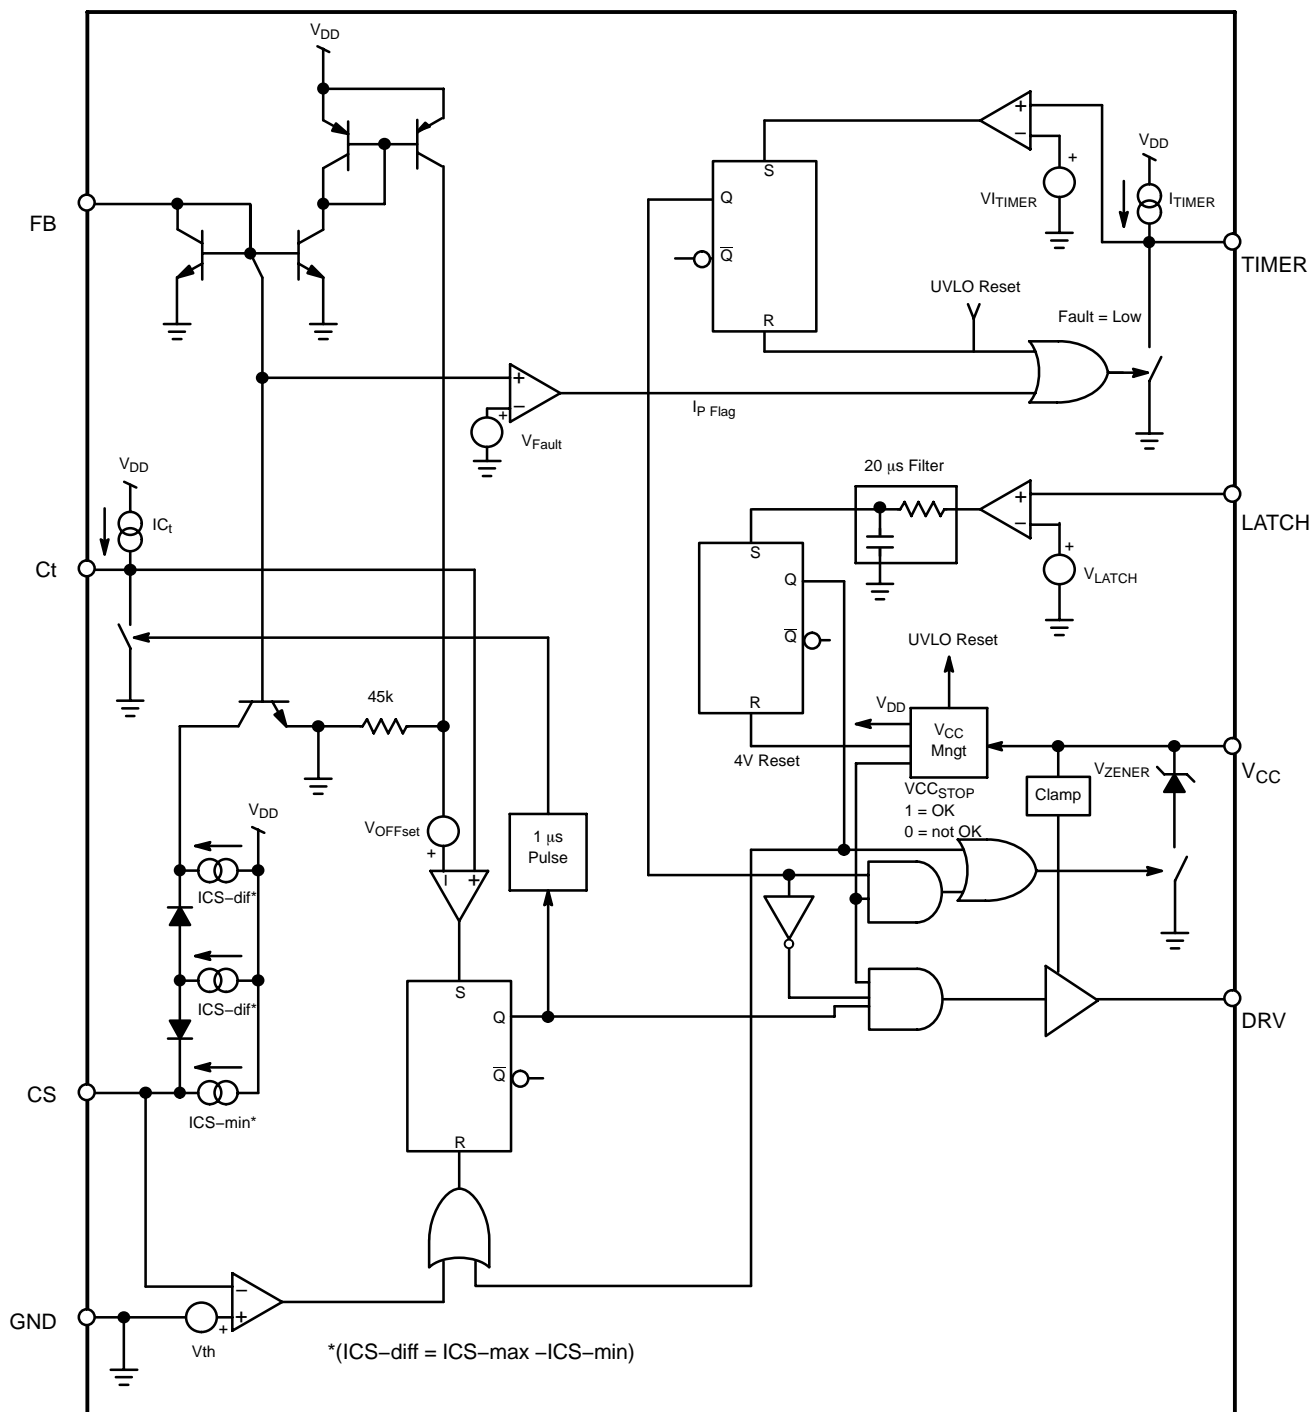 VDD
FB
S
Q
Q
R
+
−
+
VITIMER
VDD
ITIMER
TIMER
UVLO Reset
Fault = Low
+
−
+
VFault
IP Flag
VDD
ICt
Ct
20 μs Filter
+
−
+
LATCH
VLATCH
S
Q
Q
R
UVLO Reset
45k
VDD
VCC
Mngt
4V Reset
VCCSTOP
1 = OK
0 = not OK
VZENER
VCC
Clamp
VDD
VOFFset
+
− +
1 μs
Pulse
ICS−dif*
ICS−dif*
ICS−min*
CS
S
Q
Q
R
DRV
−
+
GND
Vth
+
*(ICS−diff = ICS−max −ICS−min)